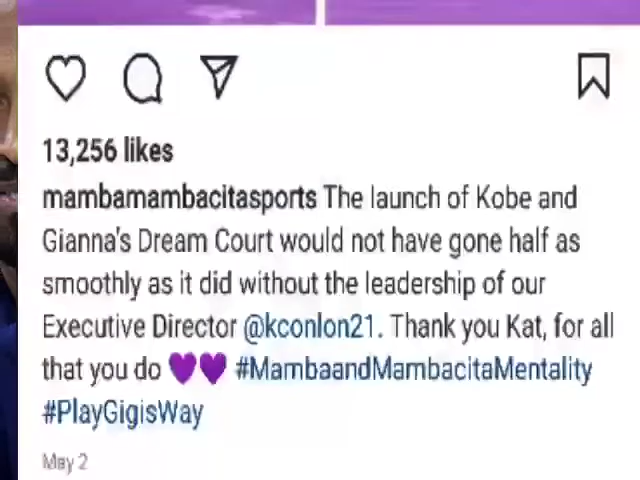 13,256 likes
mambamambacitasports The launch of Kobe and
Gianna's Dream Court would not have gone half as
smoothly as it did without the leadership of our
Executive Director @kconlon21. Thank you Kat, for all
that you do 💜💜 #MambaandMambacitaMentality
#PlayGigisWay
May 2